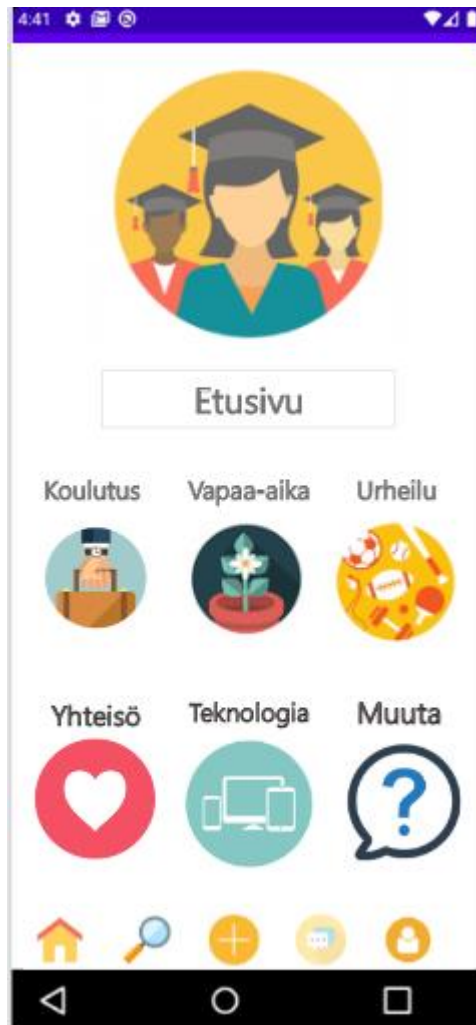 4:41
Etusivu
Koulutus Vapaa-aika Urheilu
Yhteisö Teknologia Muuta
?